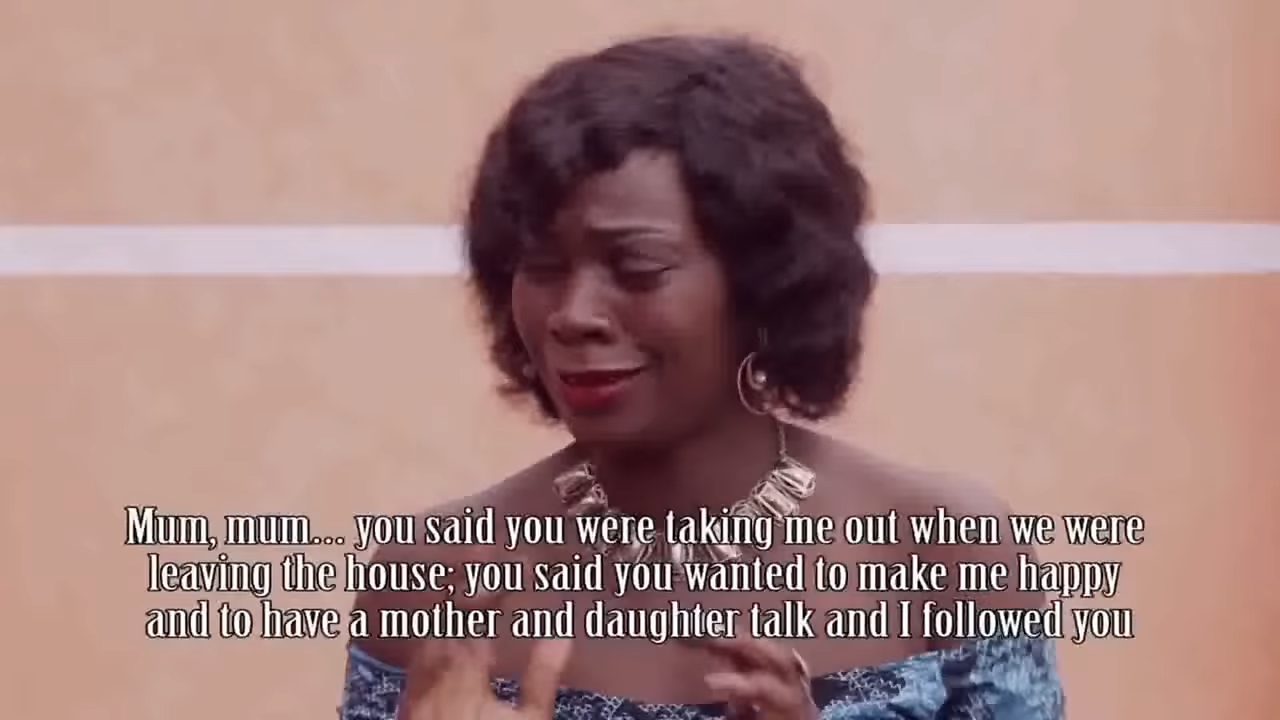 Mum, mum... you said you were taking me out when we were
leaving the house; you said you wanted to make me happy
and to have a mother and daughter talk and I followed you